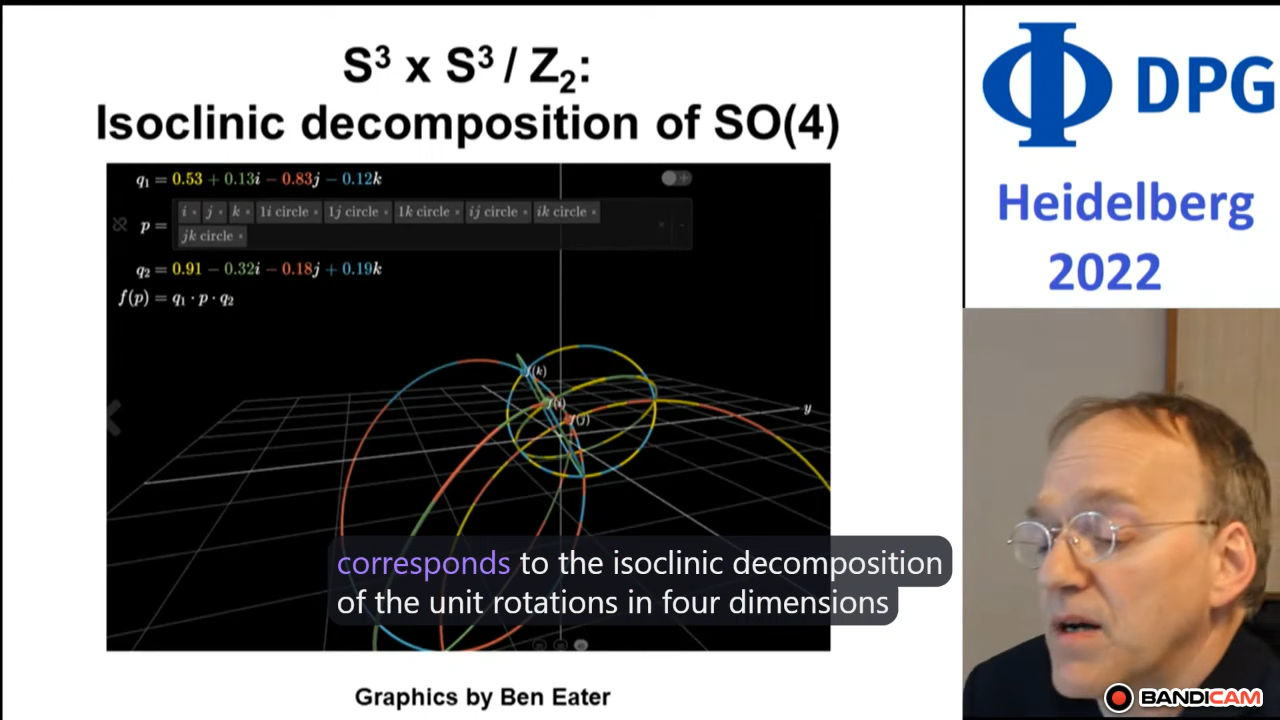 S³ x S³ / Z₂:
Isoclinic decomposition of SO(4)
q₁ = 0.53 + 0.13i − 0.83j − 0.12k
p = i × j × k × 1i circle × 1j circle × 1k circle × ij circle × ik circle ×
jk circle ×
q₂ = 0.91 − 0.32i − 0.18j + 0.19k
f(p) = q₁ · p · q₂
f(k)
f(i)
f(j)
y
corresponds to the isoclinic decomposition
of the unit rotations in four dimensions
Graphics by Ben Eater
DPG
Heidelberg
2022
BANDICAM